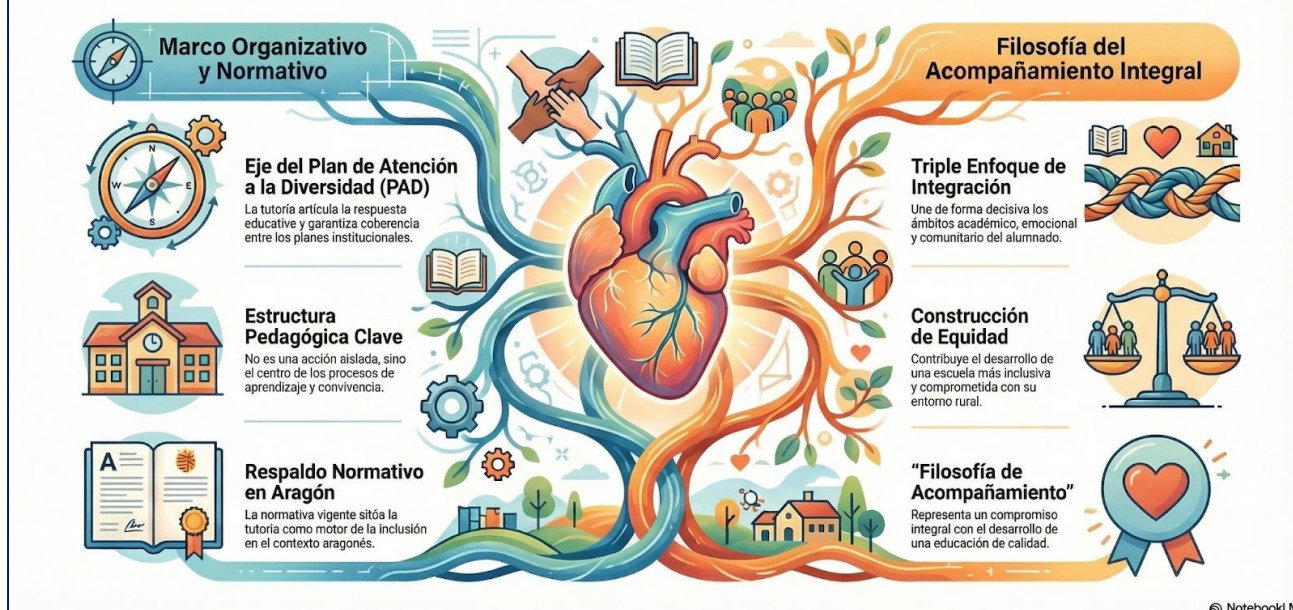 Marco Organizativo
y Normativo
Eje del Plan de Atención
a la Diversidad (PAD)
La tutoría artícula la respuesta
educative y garantiza coherencia
entre los planes institucionales.
Estructura
Pedagógica Clave
No es una acción aislada, sino
el centro de los procesos de
aprendizaje y convivencia.
A
Respaldo Normativo
en Aragón
La normativa vigente sitóa la
tutoria como motor de la inclusión
en el contexto aragonés.
N
W
E
S
Filosofía del
Acompañamiento Integral
Triple Enfoque de
Integración
Une de forma decisiva los
ámbitos académico, emocional
y comunitario del alumnado.
Construcción
de Equidad
Contribuye el desarrollo de
una escuela más inclusiva
y comprometida con su
entorno rural.
“Filosofía de
Acompañamiento”
Representa un compromiso
integral con el desarrollo de
una educación de calidad.
NotebookLM